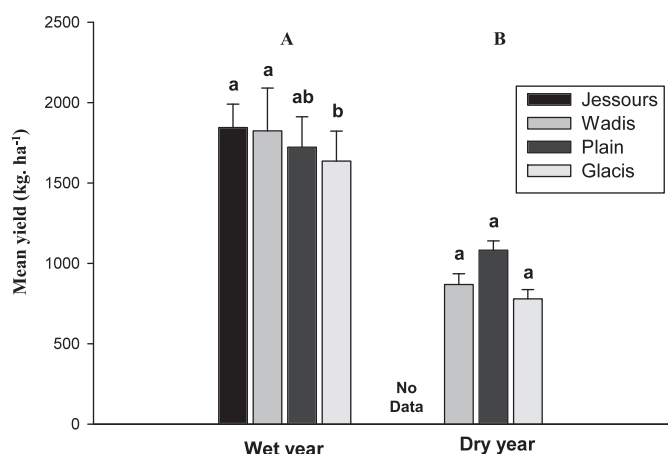 2500
A
B
a
a
ab
b
Jessours
Wadis
Plain
Glacis
2000
1500
1000
500
0
Mean yield (kg. ha⁻¹)
a
a
a
No
Data
Wet year
Dry year